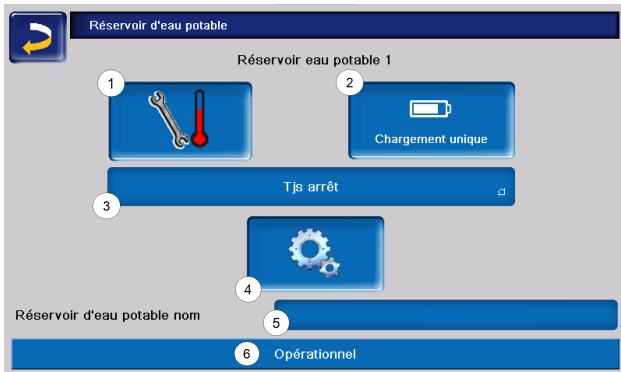 Réservoir d'eau potable
Réservoir eau potable 1
1
2
Chargement unique
Tjs arrêt
3
4
Réservoir d'eau potable nom
5
6 Opérationnel